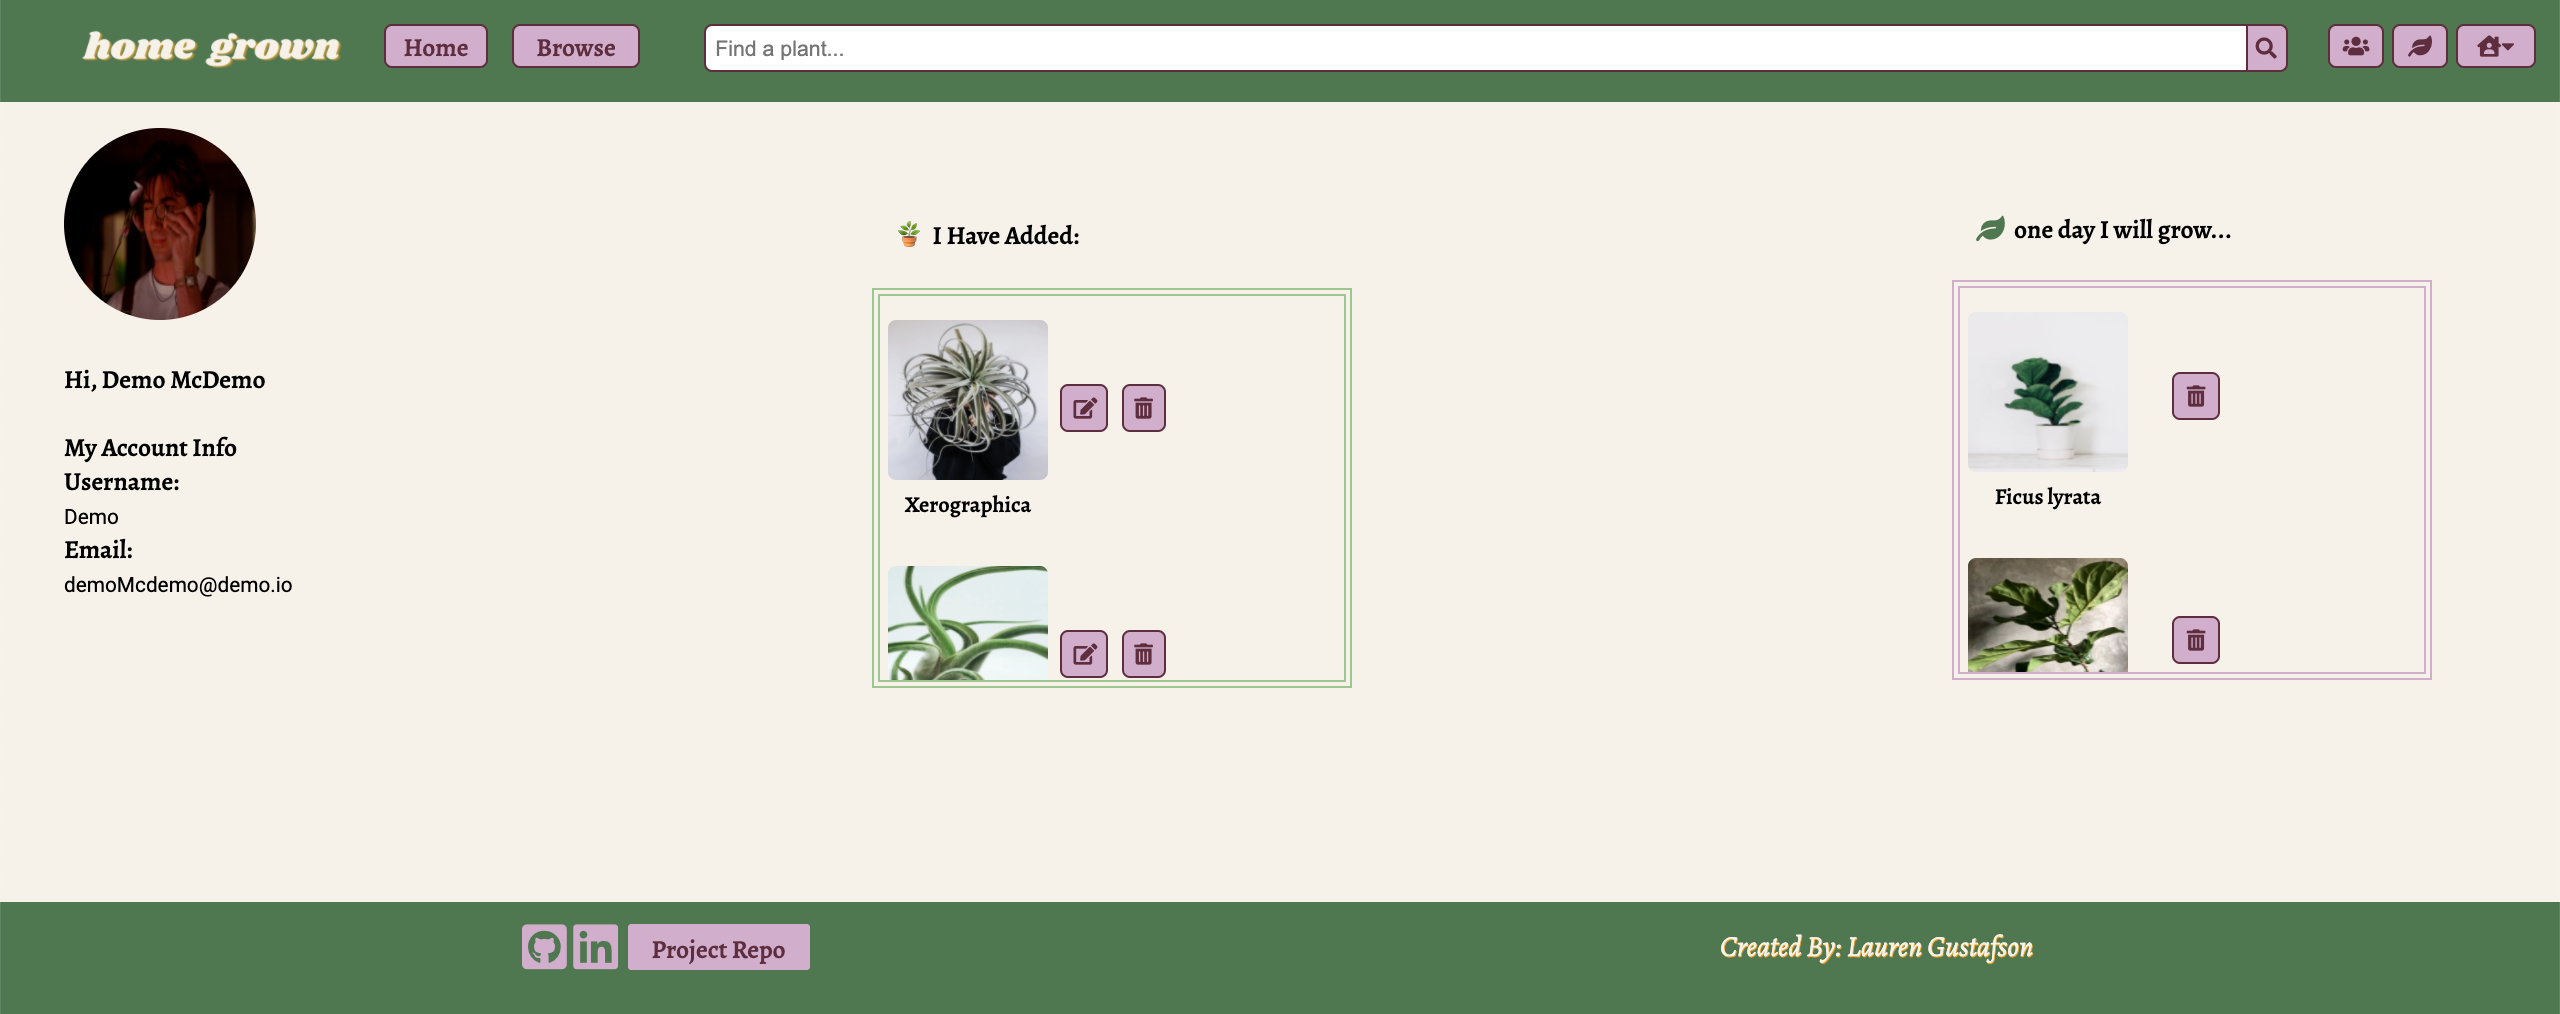 home grown
Home
Browse
Find a plant...
Hi, Demo McDemo
My Account Info
Username:
Demo
Email:
demoMcdemo@demo.io
I Have Added:
Xerographica
one day I will grow...
Ficus lyrata
in
Project Repo
Created By: Lauren Gustafson